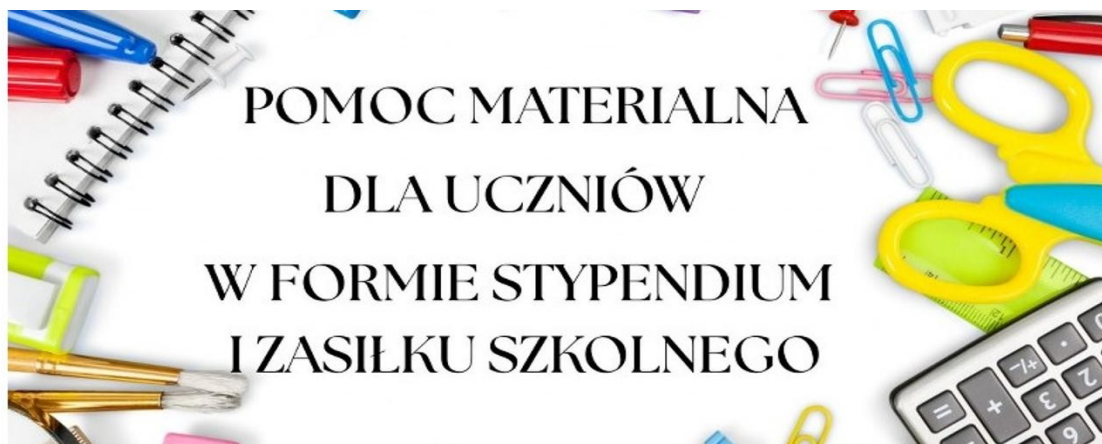 POMOC MATERIALNA
DLA UCZNIÓW
W FORMIE STYPENDIUM
I ZASIŁKU SZKOLNEGO